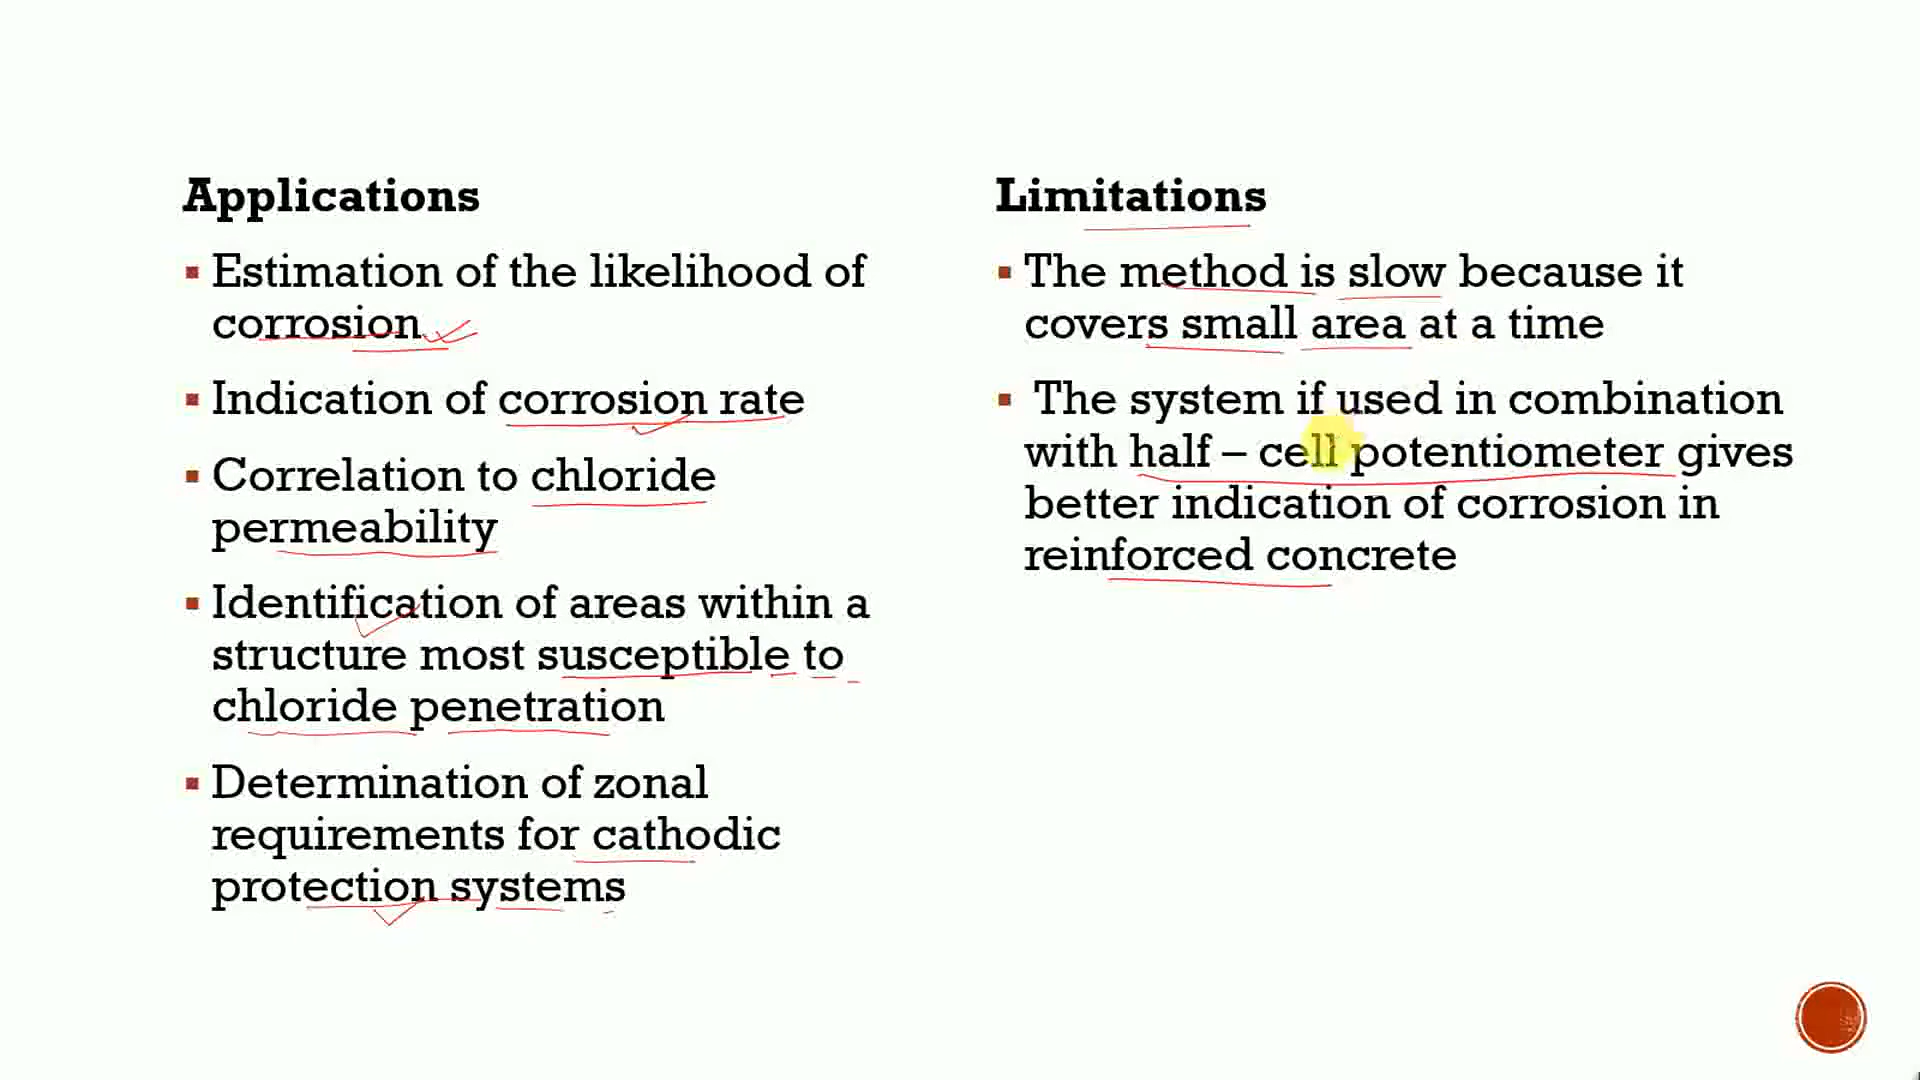 Applications
Estimation of the likelihood of
corrosion
Indication of corrosion rate
Correlation to chloride
permeability
Identification of areas within a
structure most susceptible to
chloride penetration
Determination of zonal
requirements for cathodic
protection systems
Limitations
The method is slow because it
covers small area at a time
The system if used in combination
with half – cell potentiometer gives
better indication of corrosion in
reinforced concrete